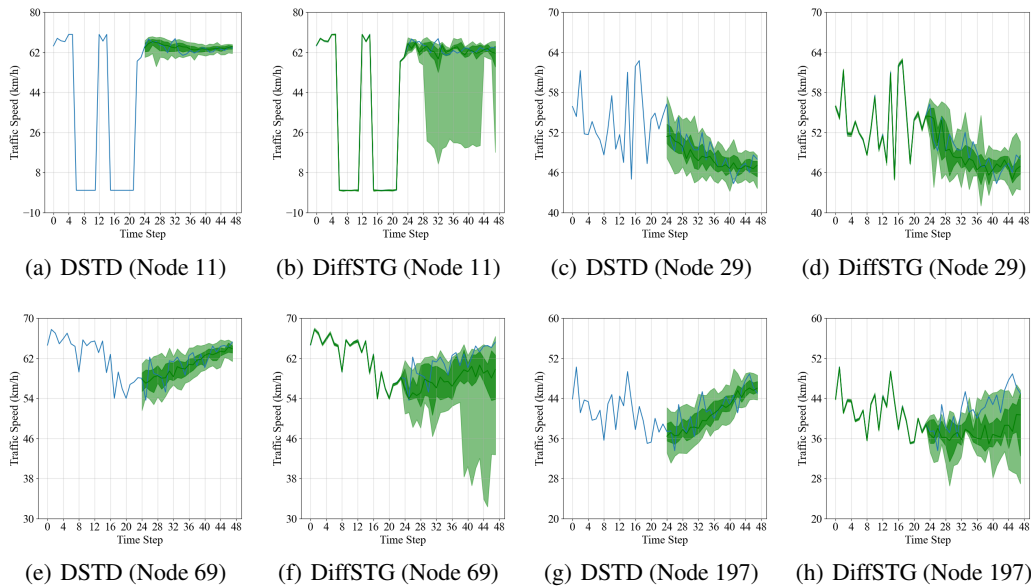 80
62
44
26
8
−10
Traffic Speed (km/h)
0 4 8 12 16 20 24 28 32 36 40 44 48
Time Step
(a) DSTD (Node 11)
80
62
44
26
8
−10
Traffic Speed (km/h)
0 4 8 12 16 20 24 28 32 36 40 44 48
Time Step
(b) DiffSTG (Node 11)
70
64
58
52
46
40
Traffic Speed (km/h)
0 4 8 12 16 20 24 28 32 36 40 44 48
Time Step
(c) DSTD (Node 29)
70
64
58
52
46
40
Traffic Speed (km/h)
0 4 8 12 16 20 24 28 32 36 40 44 48
Time Step
(d) DiffSTG (Node 29)
70
62
54
46
38
30
Traffic Speed (km/h)
0 4 8 12 16 20 24 28 32 36 40 44 48
Time Step
(e) DSTD (Node 69)
70
62
54
46
38
30
Traffic Speed (km/h)
0 4 8 12 16 20 24 28 32 36 40 44 48
Time Step
(f) DiffSTG (Node 69)
60
52
44
36
28
20
Traffic Speed (km/h)
0 4 8 12 16 20 24 28 32 36 40 44 48
Time Step
(g) DSTD (Node 197)
60
52
44
36
28
20
Traffic Speed (km/h)
0 4 8 12 16 20 24 28 32 36 40 44 48
Time Step
(h) DiffSTG (Node 197)